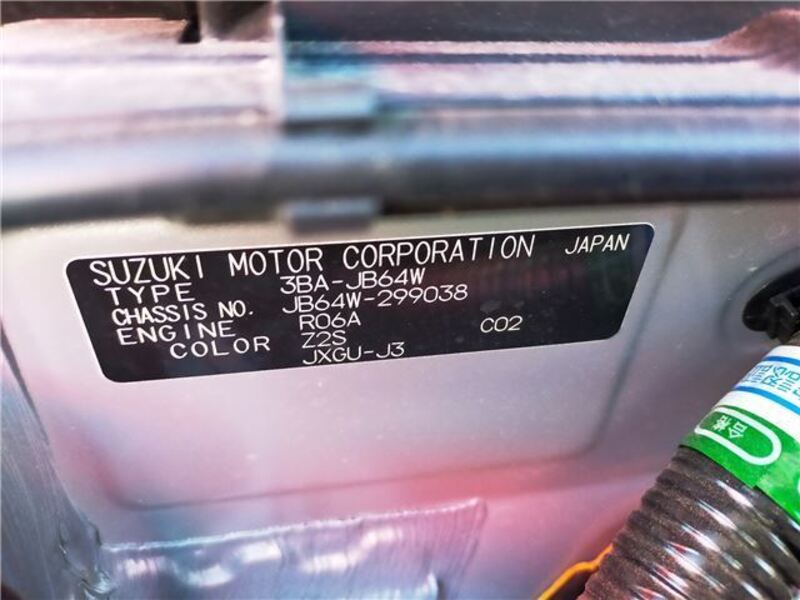 SUZUKI MOTOR CORPORATION JAPAN
TYPE 3BA-JB64W
CHASSIS NO. JB64W-299038
ENGINE R06A
COLOR Z2S C02
JXGU-J3